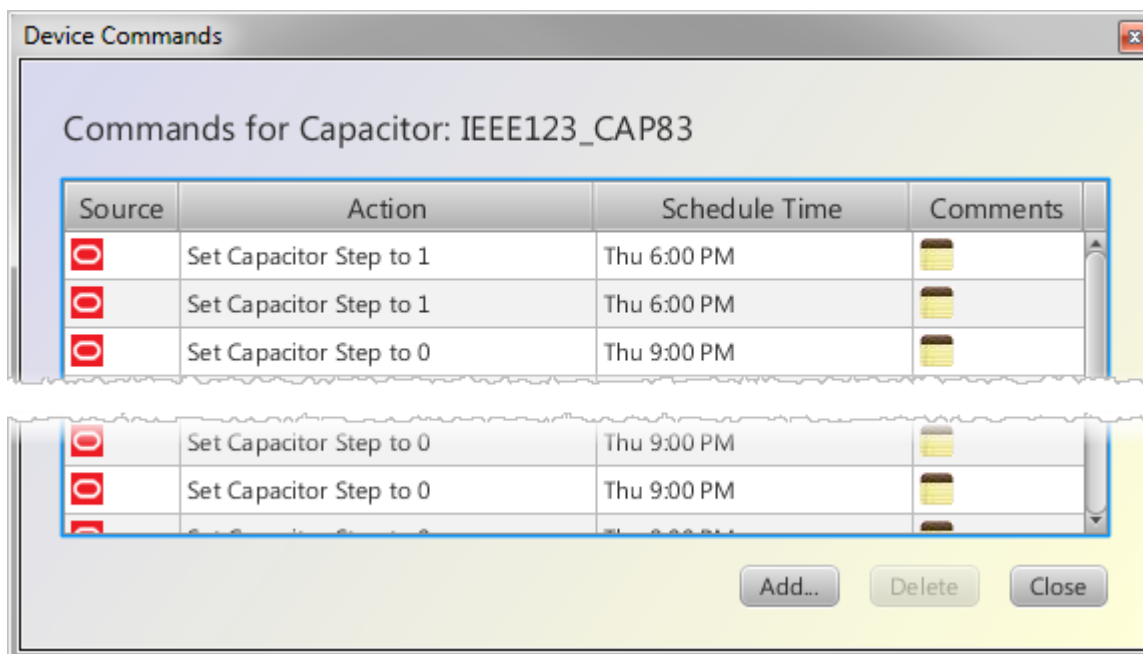 Device Commands
Commands for Capacitor: IEEE123_CAP83
Source Action Schedule Time Comments
Set Capacitor Step to 1 Thu 6:00 PM
Set Capacitor Step to 1 Thu 6:00 PM
Set Capacitor Step to 0 Thu 9:00 PM
Set Capacitor Step to 0 Thu 9:00 PM
Set Capacitor Step to 0 Thu 9:00 PM
Add... Delete Close